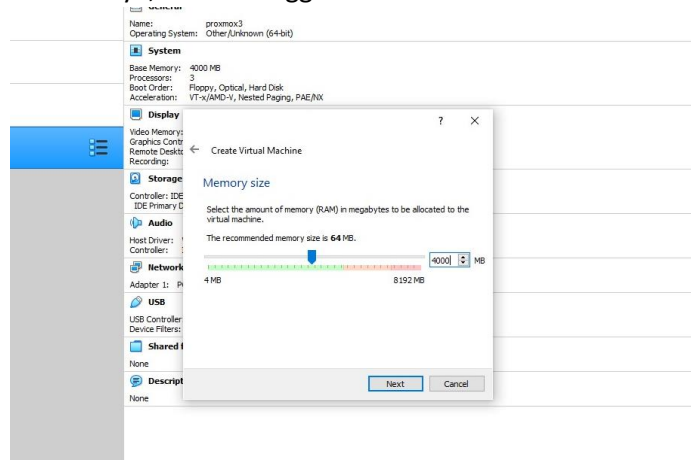 General
Name: proxmox3
Operating System: Other/Unknown (64-bit)
System
Base Memory: 4000 MB
Processors: 3
Boot Order: Floppy, Optical, Hard Disk
Acceleration: VT-x/AMD-V, Nested Paging, PAE/NX
Display
? ×
Video Memory:
Graphics Contr
Remote Deskto
Recording:
← Create Virtual Machine
Storage
Memory size
Controller: IDE
IDE Primary D
Select the amount of memory (RAM) in megabytes to be allocated to the
virtual machine.
Audio
Host Driver:
Controller:
The recommended memory size is 64 MB.
4000 MB
Network
4 MB 8192 MB
Adapter 1:
USB
USB Controller
Device Filters:
Shared f
None
Descript
Next Cancel
None